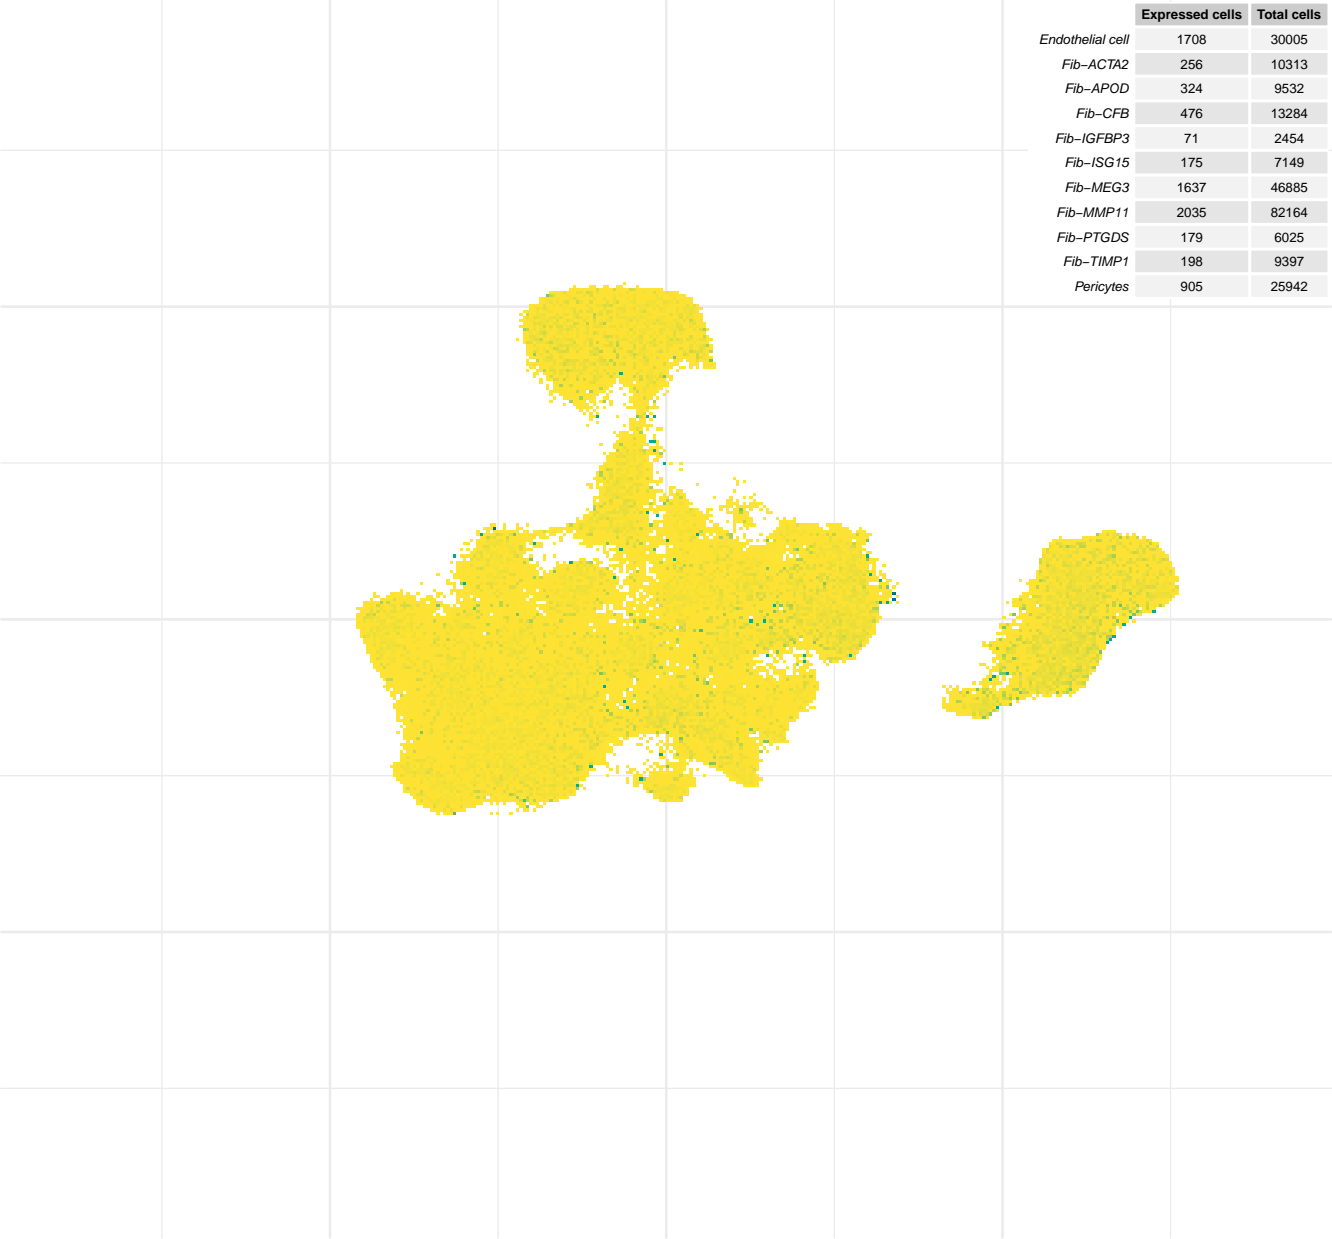 Expressed cells Total cells
Endothelial cell 1708 30005
Fib−ACTA2 256 10313
Fib−APOD 324 9532
Fib−CFB 476 13284
Fib−IGFBP3 71 2454
Fib−ISG15 175 7149
Fib−MEG3 1637 46885
Fib−MMP11 2035 82164
Fib−PTGDS 179 6025
Fib−TIMP1 198 9397
Pericytes 905 25942